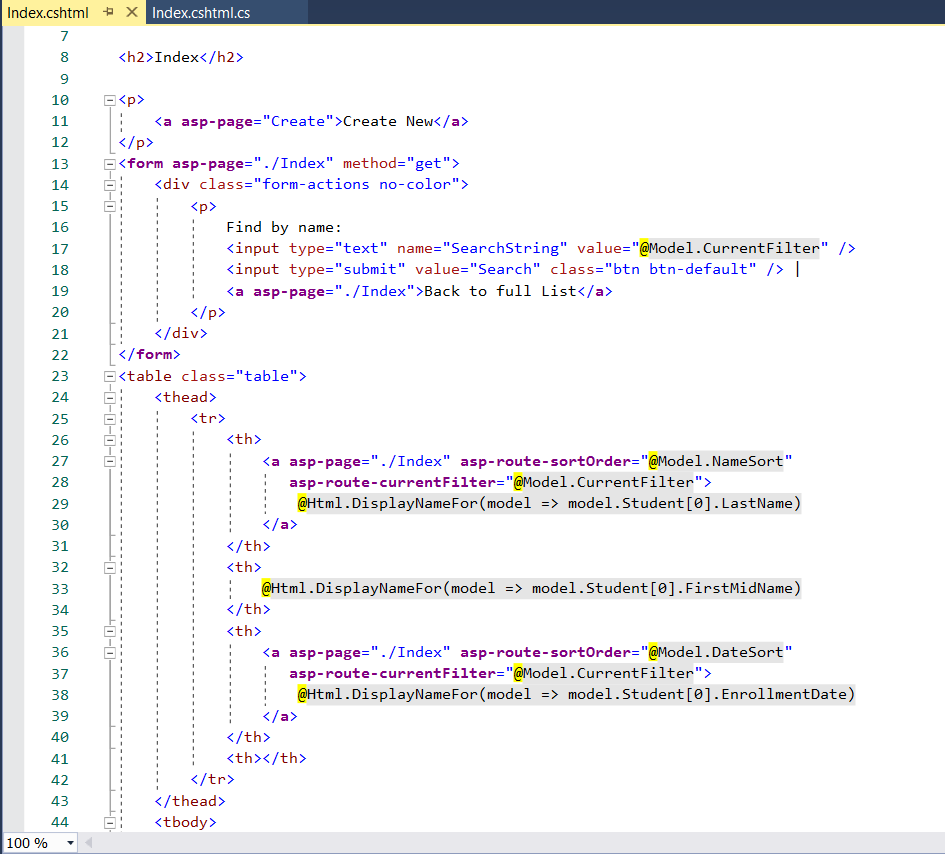 Index.cshtml Index.cshtml.cs
7
8 <h2>Index</h2>
9
10 <p>
11 <a asp-page="Create">Create New</a>
12 </p>
13 <form asp-page="./Index" method="get">
14 <div class="form-actions no-color">
15 <p>
16 Find by name:
17 <input type="text" name="SearchString" value="@Model.CurrentFilter" />
18 <input type="submit" value="Search" class="btn btn-default" /> |
19 <a asp-page="./Index">Back to full List</a>
20 </p>
21 </div>
22 </form>
23 <table class="table">
24 <thead>
25 <tr>
26 <th>
27 <a asp-page="./Index" asp-route-sortOrder="@Model.NameSort"
28 asp-route-currentFilter="@Model.CurrentFilter">
29 @Html.DisplayNameFor(model => model.Student[0].LastName)
30 </a>
31 </th>
32 <th>
33 @Html.DisplayNameFor(model => model.Student[0].FirstMidName)
34 </th>
35 <th>
36 <a asp-page="./Index" asp-route-sortOrder="@Model.DateSort"
37 asp-route-currentFilter="@Model.CurrentFilter">
38 @Html.DisplayNameFor(model => model.Student[0].EnrollmentDate)
39 </a>
40 </th>
41 <th></th>
42 </tr>
43 </thead>
44 <tbody>
100 %